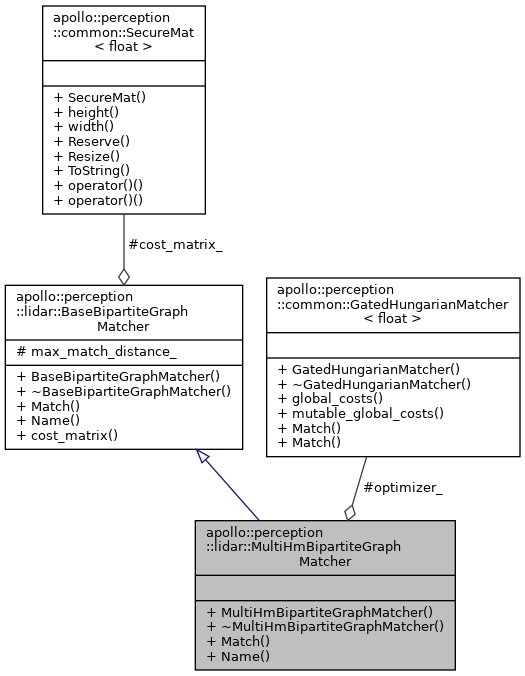 apollo::perception
::common::SecureMat
< float >
+ SecureMat()
+ height()
+ width()
+ Reserve()
+ Resize()
+ ToString()
+ operator()()
+ operator()()
#cost_matrix_
apollo::perception
::lidar::BaseBipartiteGraph
Matcher
# max_match_distance_
+ BaseBipartiteGraphMatcher()
+ ~BaseBipartiteGraphMatcher()
+ Match()
+ Name()
+ cost_matrix()
apollo::perception
::common::GatedHungarianMatcher
< float >
+ GatedHungarianMatcher()
+ ~GatedHungarianMatcher()
+ global_costs()
+ mutable_global_costs()
+ Match()
+ Match()
#optimizer_
apollo::perception
::lidar::MultiHmBipartiteGraph
Matcher
+ MultiHmBipartiteGraphMatcher()
+ ~MultiHmBipartiteGraphMatcher()
+ Match()
+ Name()